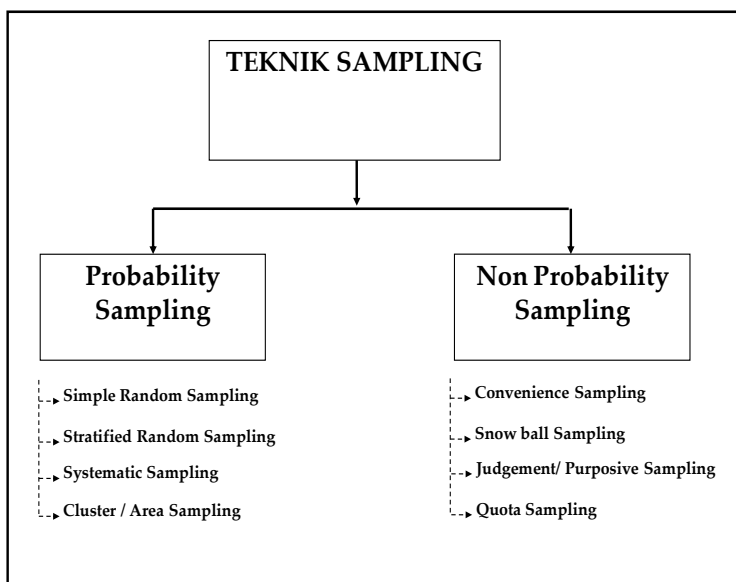 TEKNIK SAMPLING
Probability
Sampling
Simple Random Sampling
Stratified Random Sampling
Systematic Sampling
Cluster / Area Sampling
Non Probability
Sampling
Convenience Sampling
Snow ball Sampling
Judgement/ Purposive Sampling
Quota Sampling